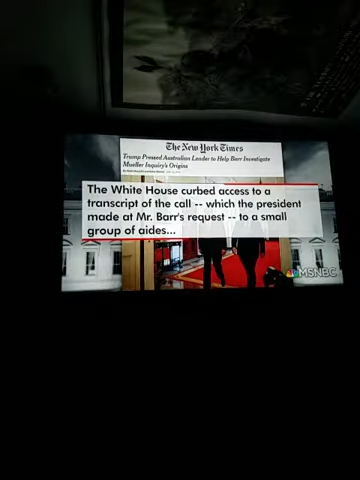 The New York Times
Trump Pressed Australian Leader to Help Barr Investigate
Mueller Inquiry's Origins
The White House curbed access to a
transcript of the call -- which the president
made at Mr. Barr's request -- to a small
group of aides...
MSNBC